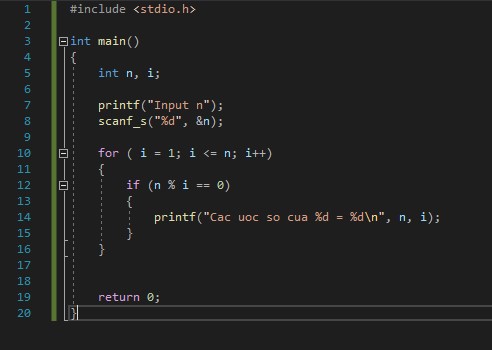 1 #include <stdio.h>
2
3 int main()
4 {
5 int n, i;
6
7 printf("Input n");
8 scanf_s("%d", &n);
9
10 for ( i = 1; i <= n; i++)
11 {
12 if (n % i == 0)
13 {
14 printf("Cac uoc so cua %d = %d\n", n, i);
15 }
16 }
17
18
19 return 0;
20 }